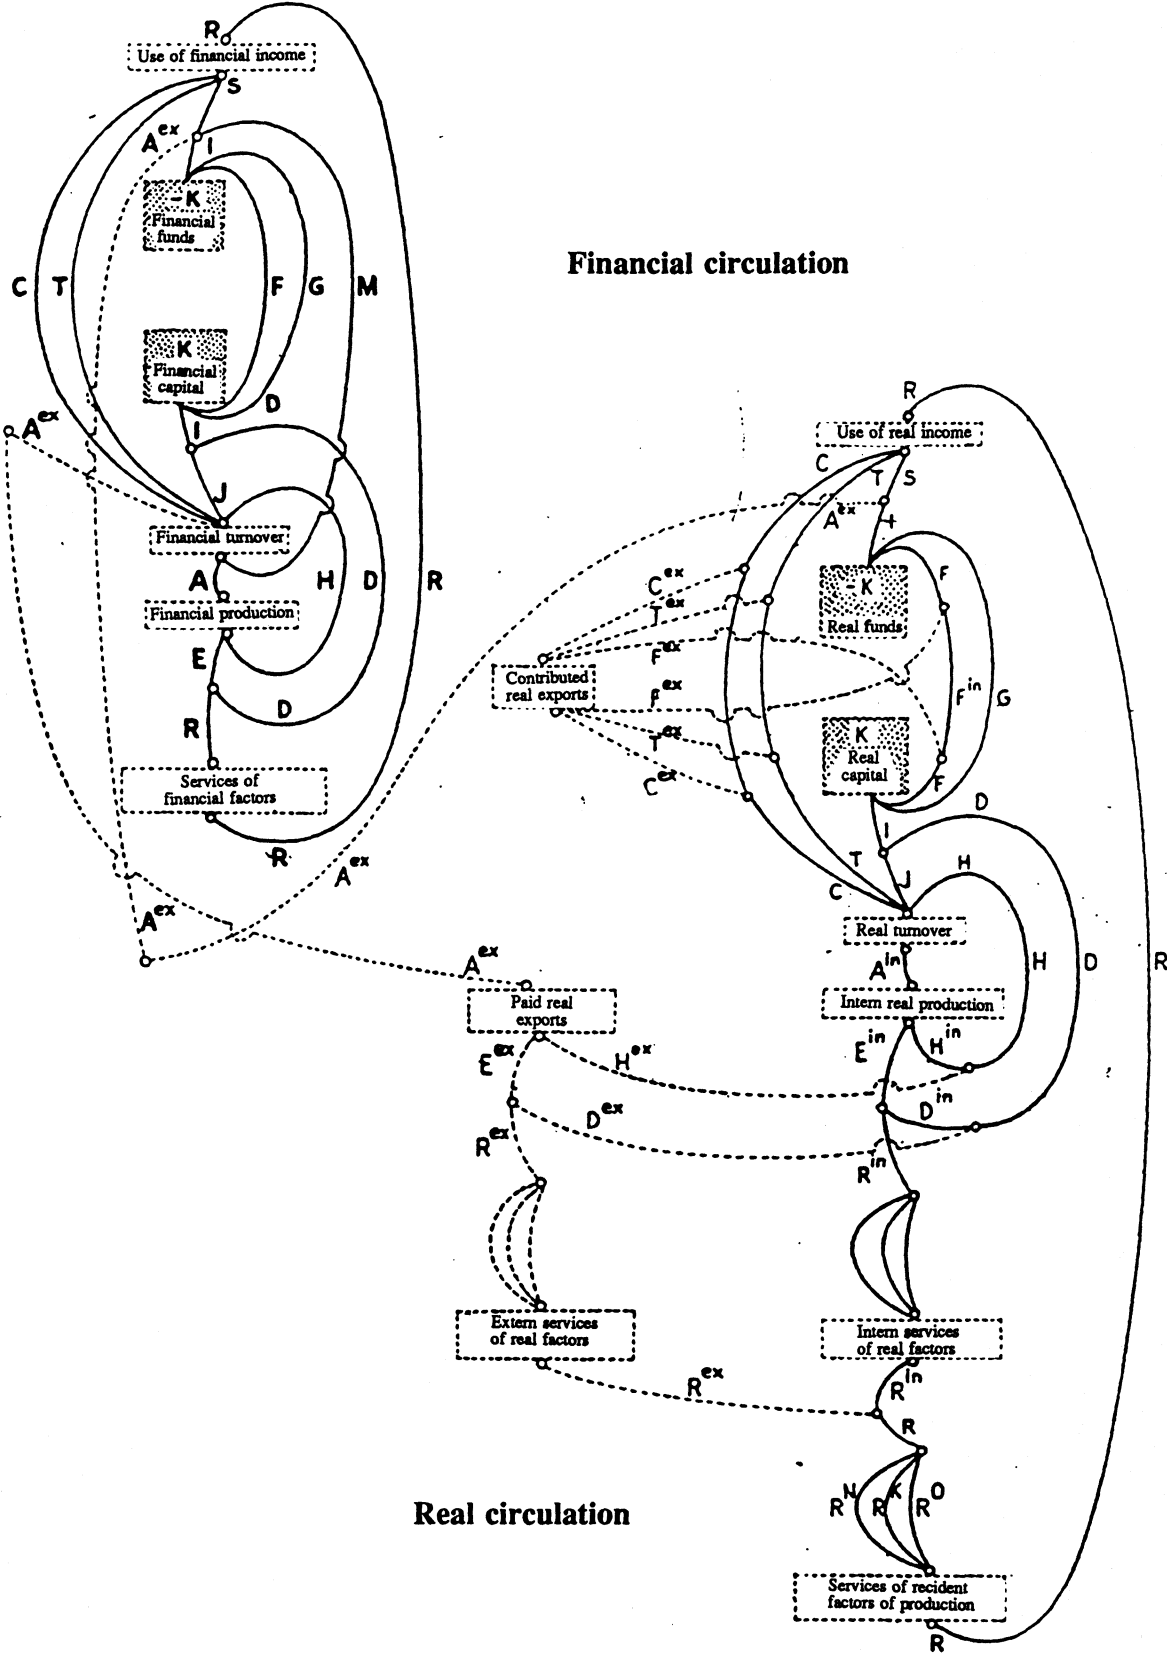 R
Use of financial income
S
A^ex
I
-K
Financial
funds
C
T
F
G
M
K
Financial
capital
D
I
A^ex
J
Financial turnover
A
H
D
R
Financial production
E
D
R
Services of
financial factors
R
A^ex
A^ex
Financial circulation
R
Use of real income
C
T
S
A^ex
I
C^ex
T^ex
F^ex
-K
Real funds
F
Contributed
real exports
F^ex
T^ex
C^ex
F^in
G
K
Real
capital
F
D
I
T
H
C
J
Real turnover
A^in
H
D
R
Intern real production
A^ex
Paid real
exports
E^ex
H^ex
E^in
H^in
D^ex
D^in
R^ex
R^in
Extern services
of real factors
Intern services
of real factors
R^ex
R^in
R
R^N
R^K
R^O
Real circulation
Services of recident
factors of production
R